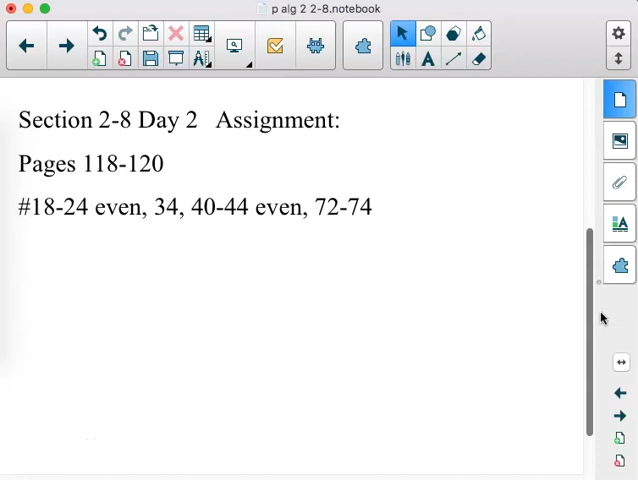 p alg 2 2-8.notebook
Section 2-8 Day 2 Assignment:
Pages 118-120
#18-24 even, 34, 40-44 even, 72-74